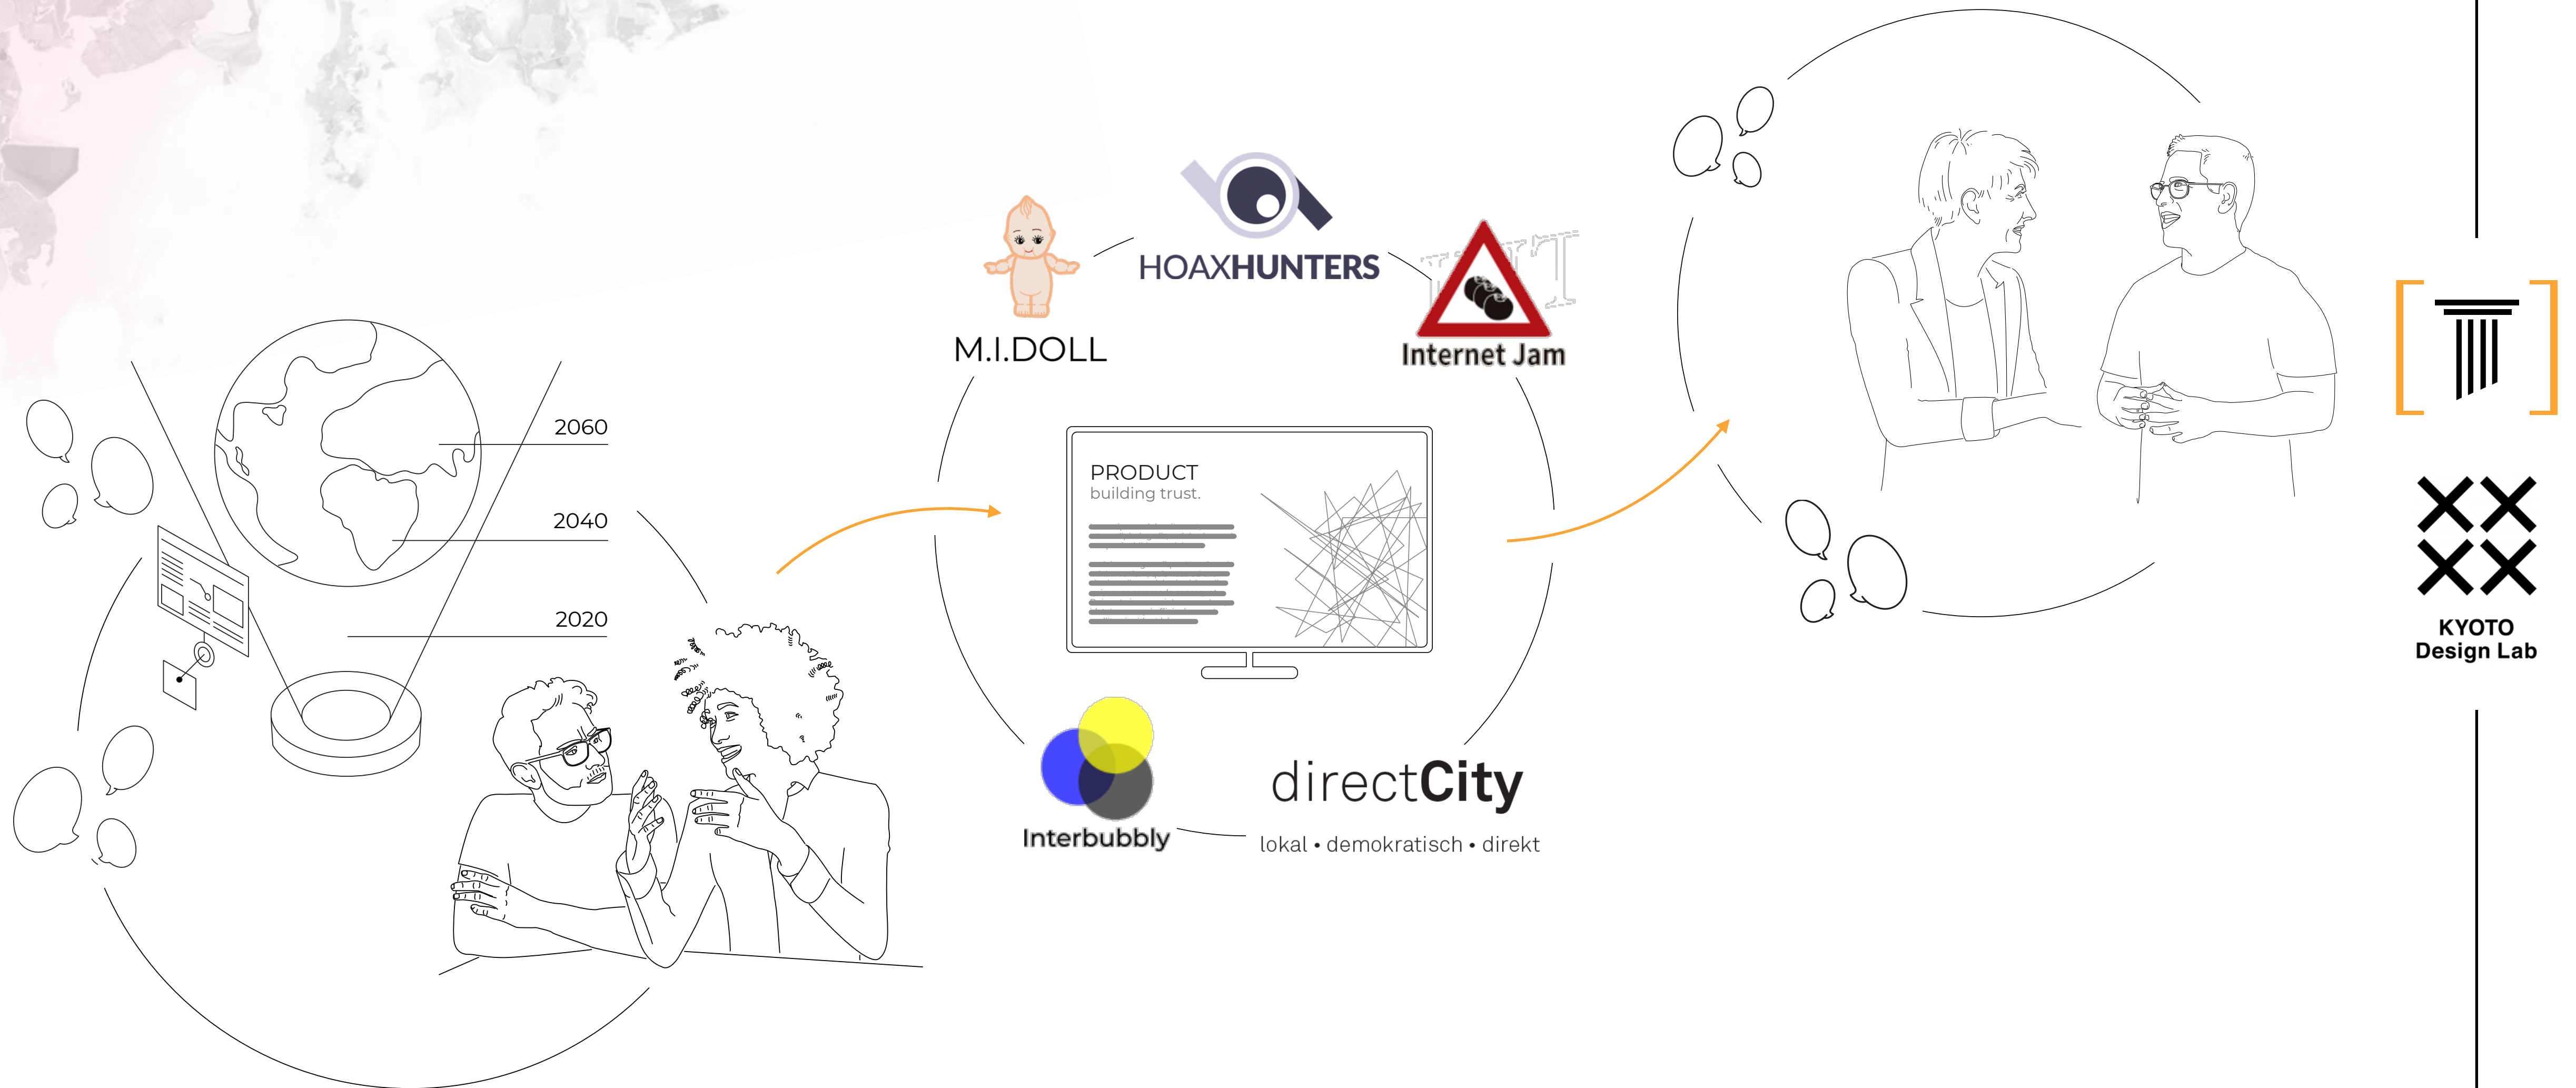 2060
2040
2020
M.I.DOLL
HOAXHUNTERS
Internet Jam
PRODUCT
building trust.
Interbubbly
directCity
lokal • demokratisch • direkt
KYOTO
Design Lab